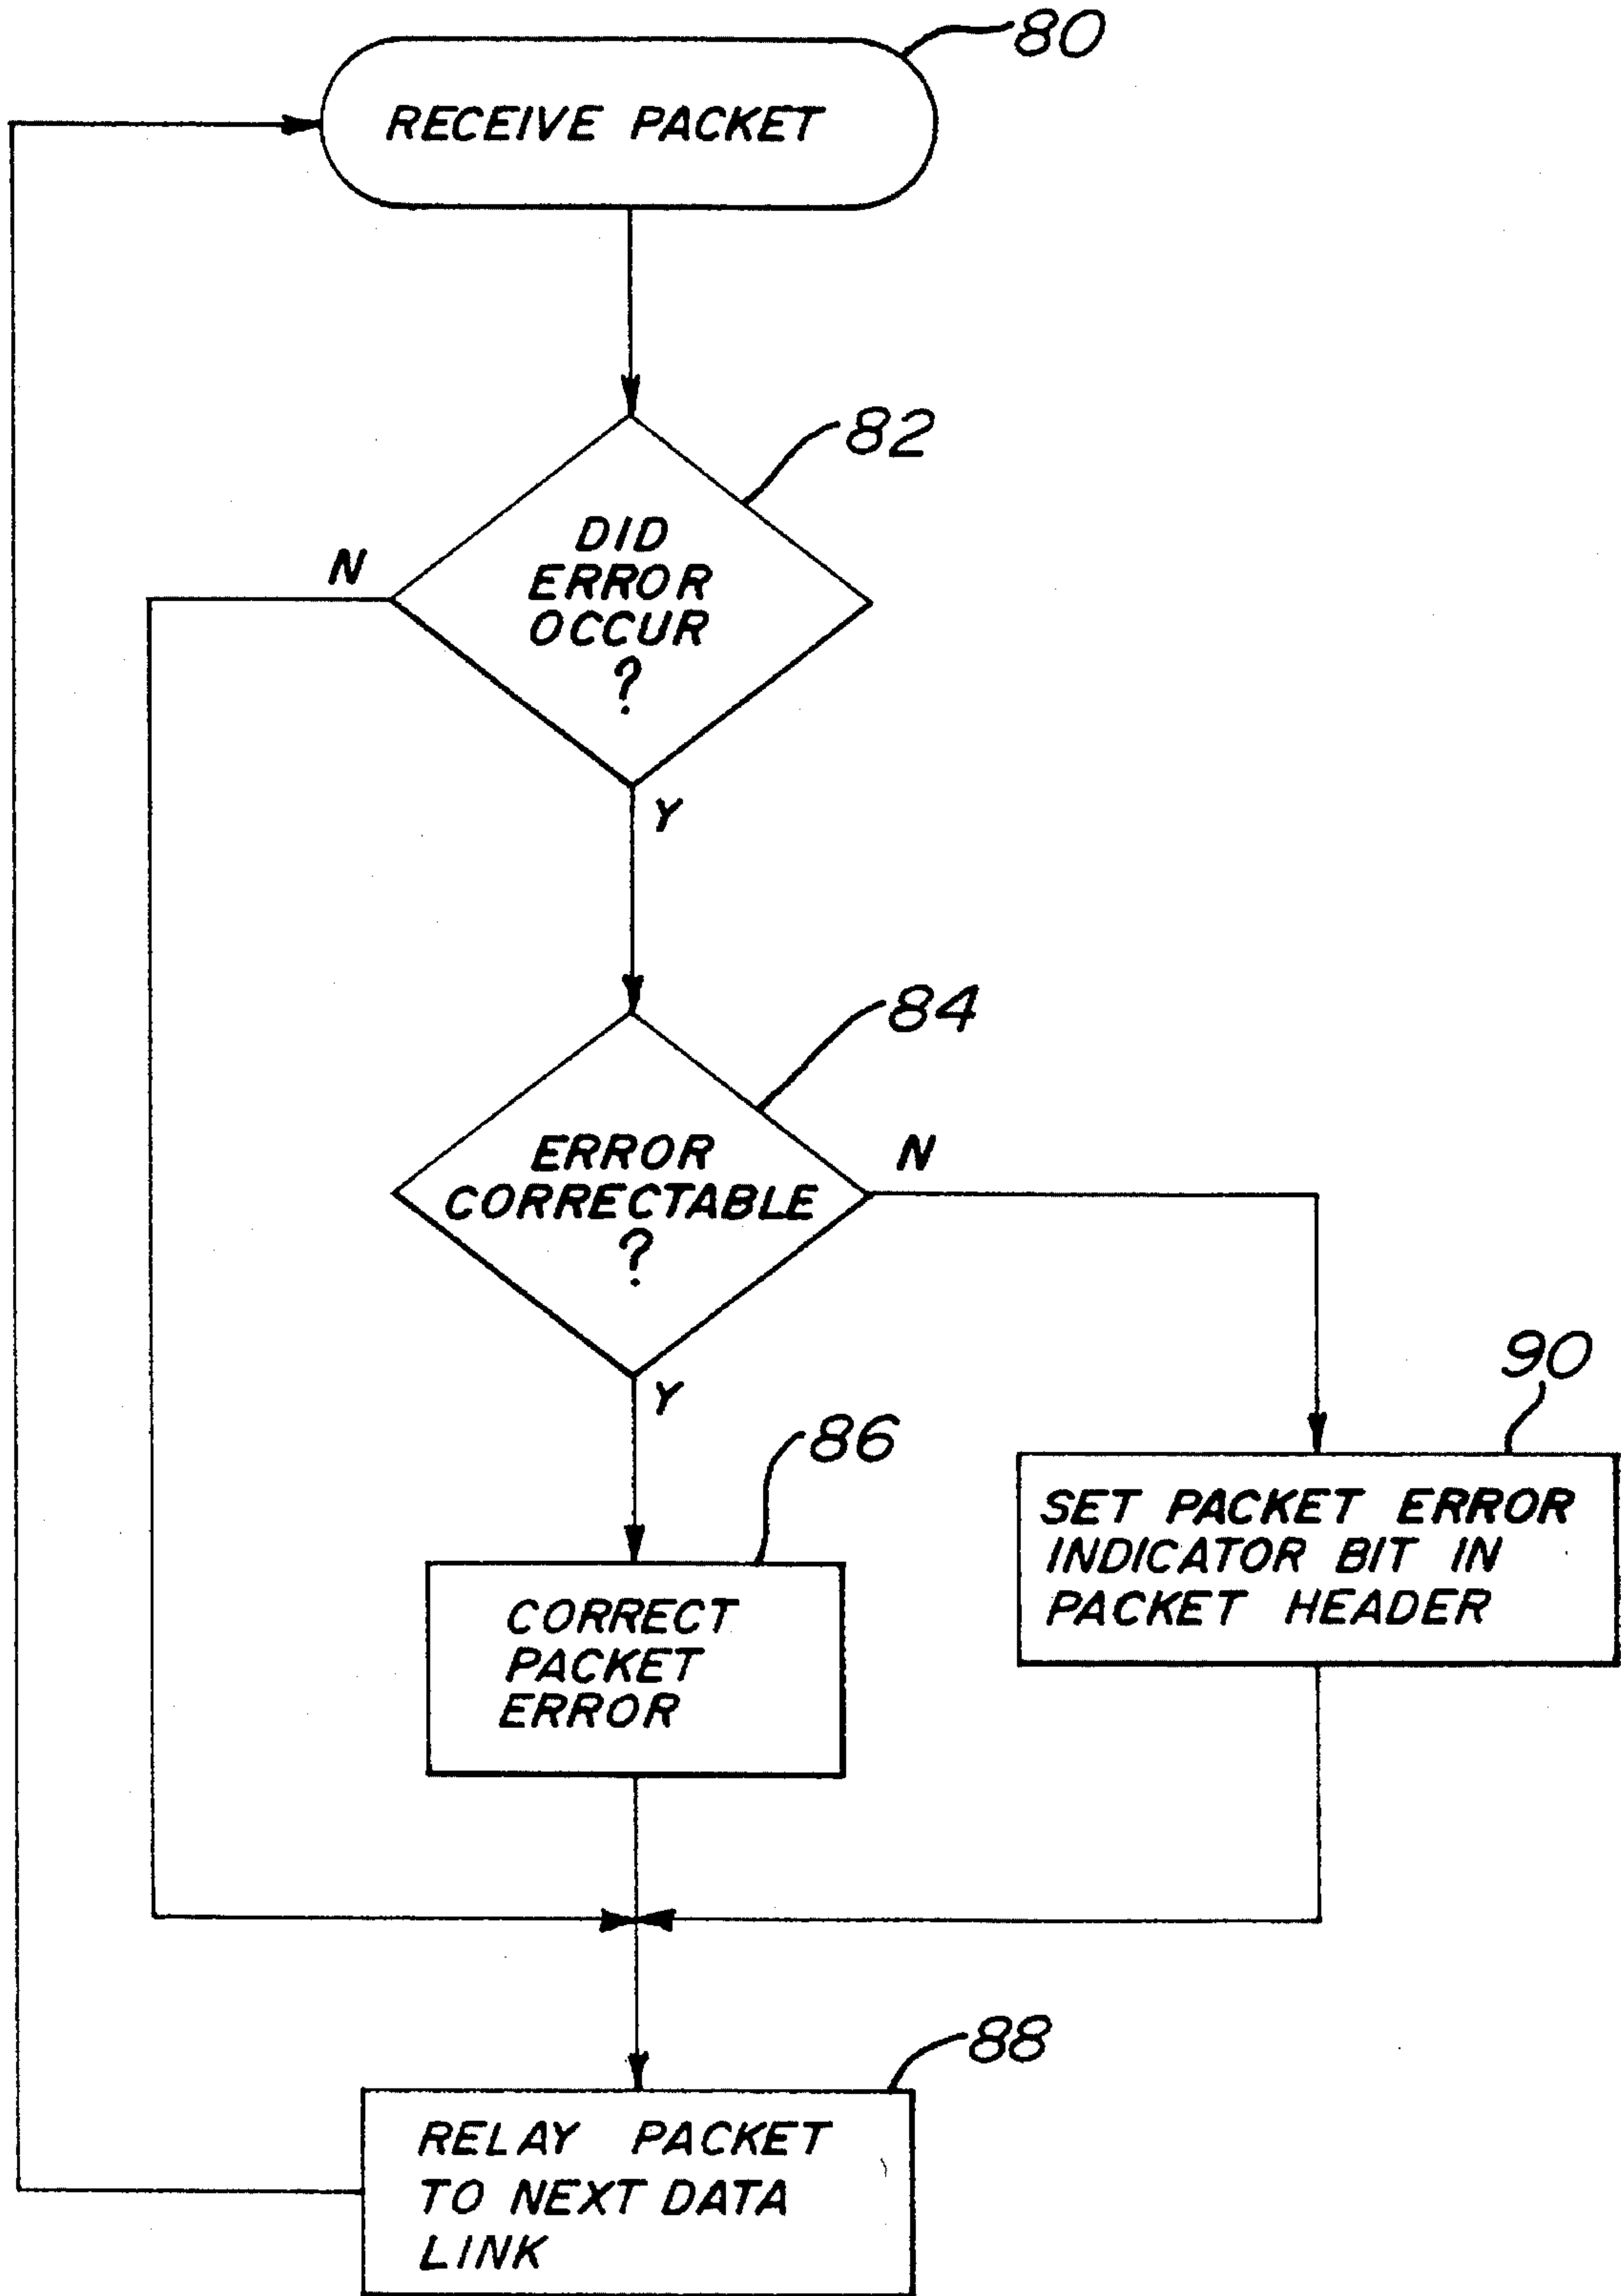 80
RECEIVE PACKET
82
DID
ERROR
OCCUR
?
N
Y
84
ERROR
CORRECTABLE
?
N
Y
86
CORRECT
PACKET
ERROR
90
SET PACKET ERROR
INDICATOR BIT IN
PACKET HEADER
88
RELAY PACKET
TO NEXT DATA
LINK